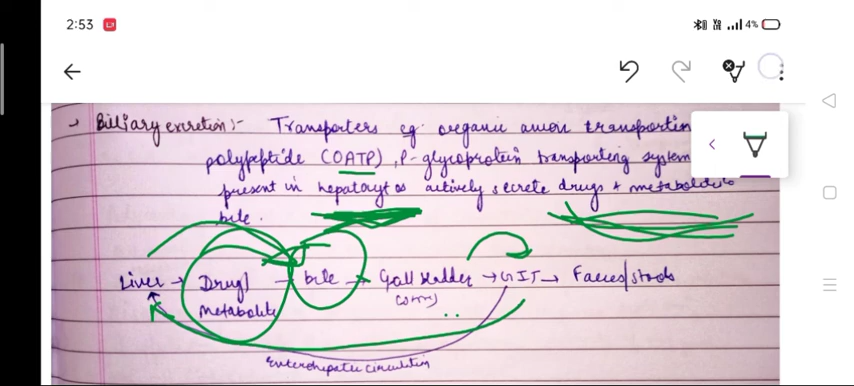 2:53 4%
Billiary excretion :- Transporters eg. organic anion transportin
polypeptide (OATP), P-glycoprotein transporting system
present in hepatocytes actively secrete drugs + metabolites
bile.
Liver → Drug/ → bile → Gall bladder → GIT → Faeces/stools
metabolite (store)
Enterohepatic circulation